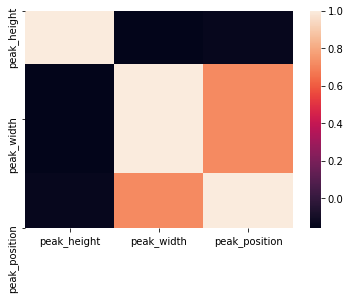 peak_height
peak_width
peak_position
peak_height
peak_width
peak_position
1.0
0.8
0.6
0.4
0.2
0.0